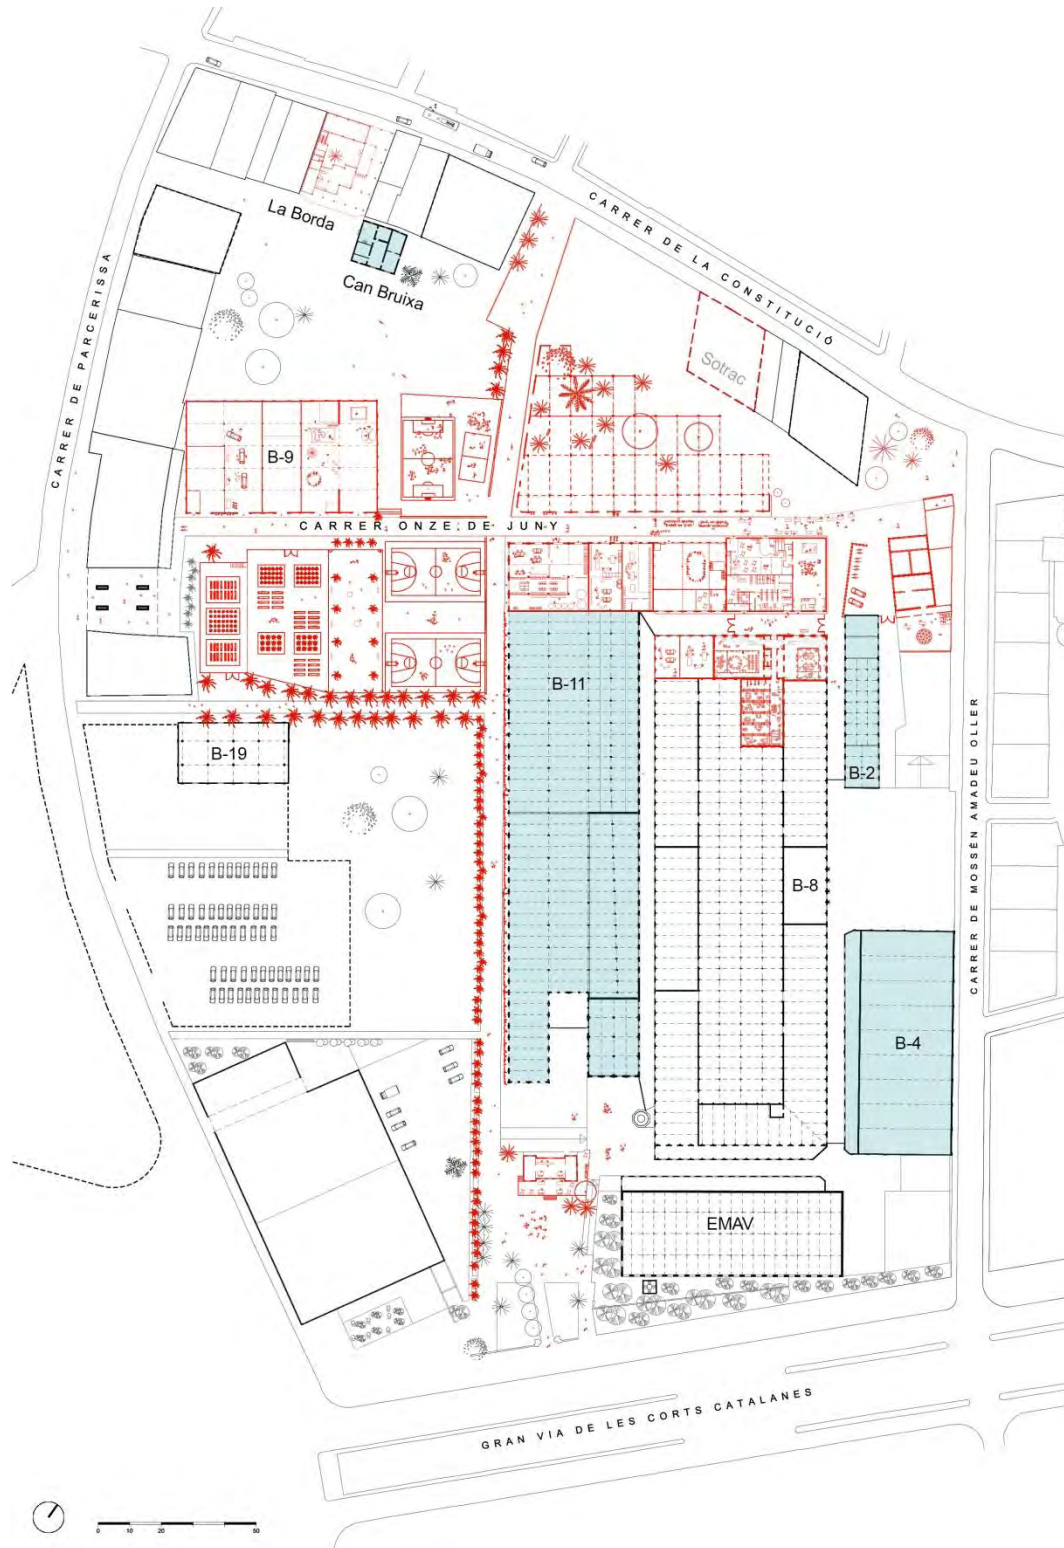 CARRER DE LA CONSTITUCIÓ
La Borda
Can Bruixa
CARRER DE PARCERISSA
Sotrac
B-9
CARRER ONZE DE JUNY
B-11
B-19
B-2
B-8
CARRER DE MOSSÈN AMADEU OLLER
B-4
EMAV
GRAN VIA DE LES CORTS CATALANES
0 10 20 50